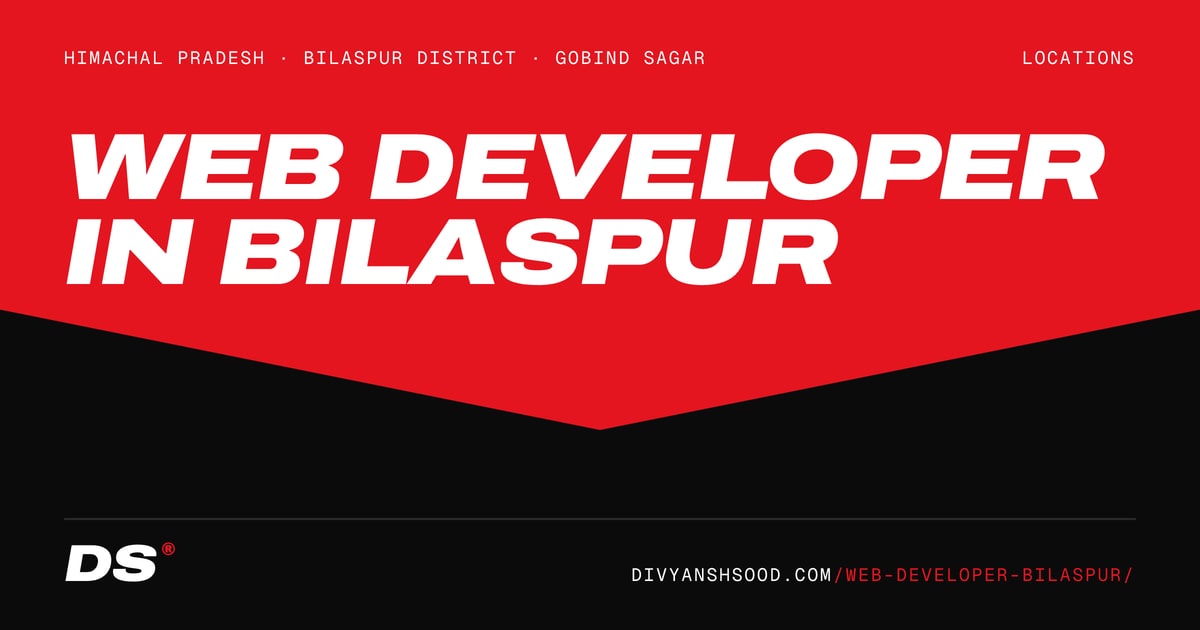 HIMACHAL PRADESH · BILASPUR DISTRICT · GOBIND SAGAR
LOCATIONS
WEB DEVELOPER
IN BILASPUR
DS®
DIVYANSHSOOD.COM/WEB-DEVELOPER-BILASPUR/